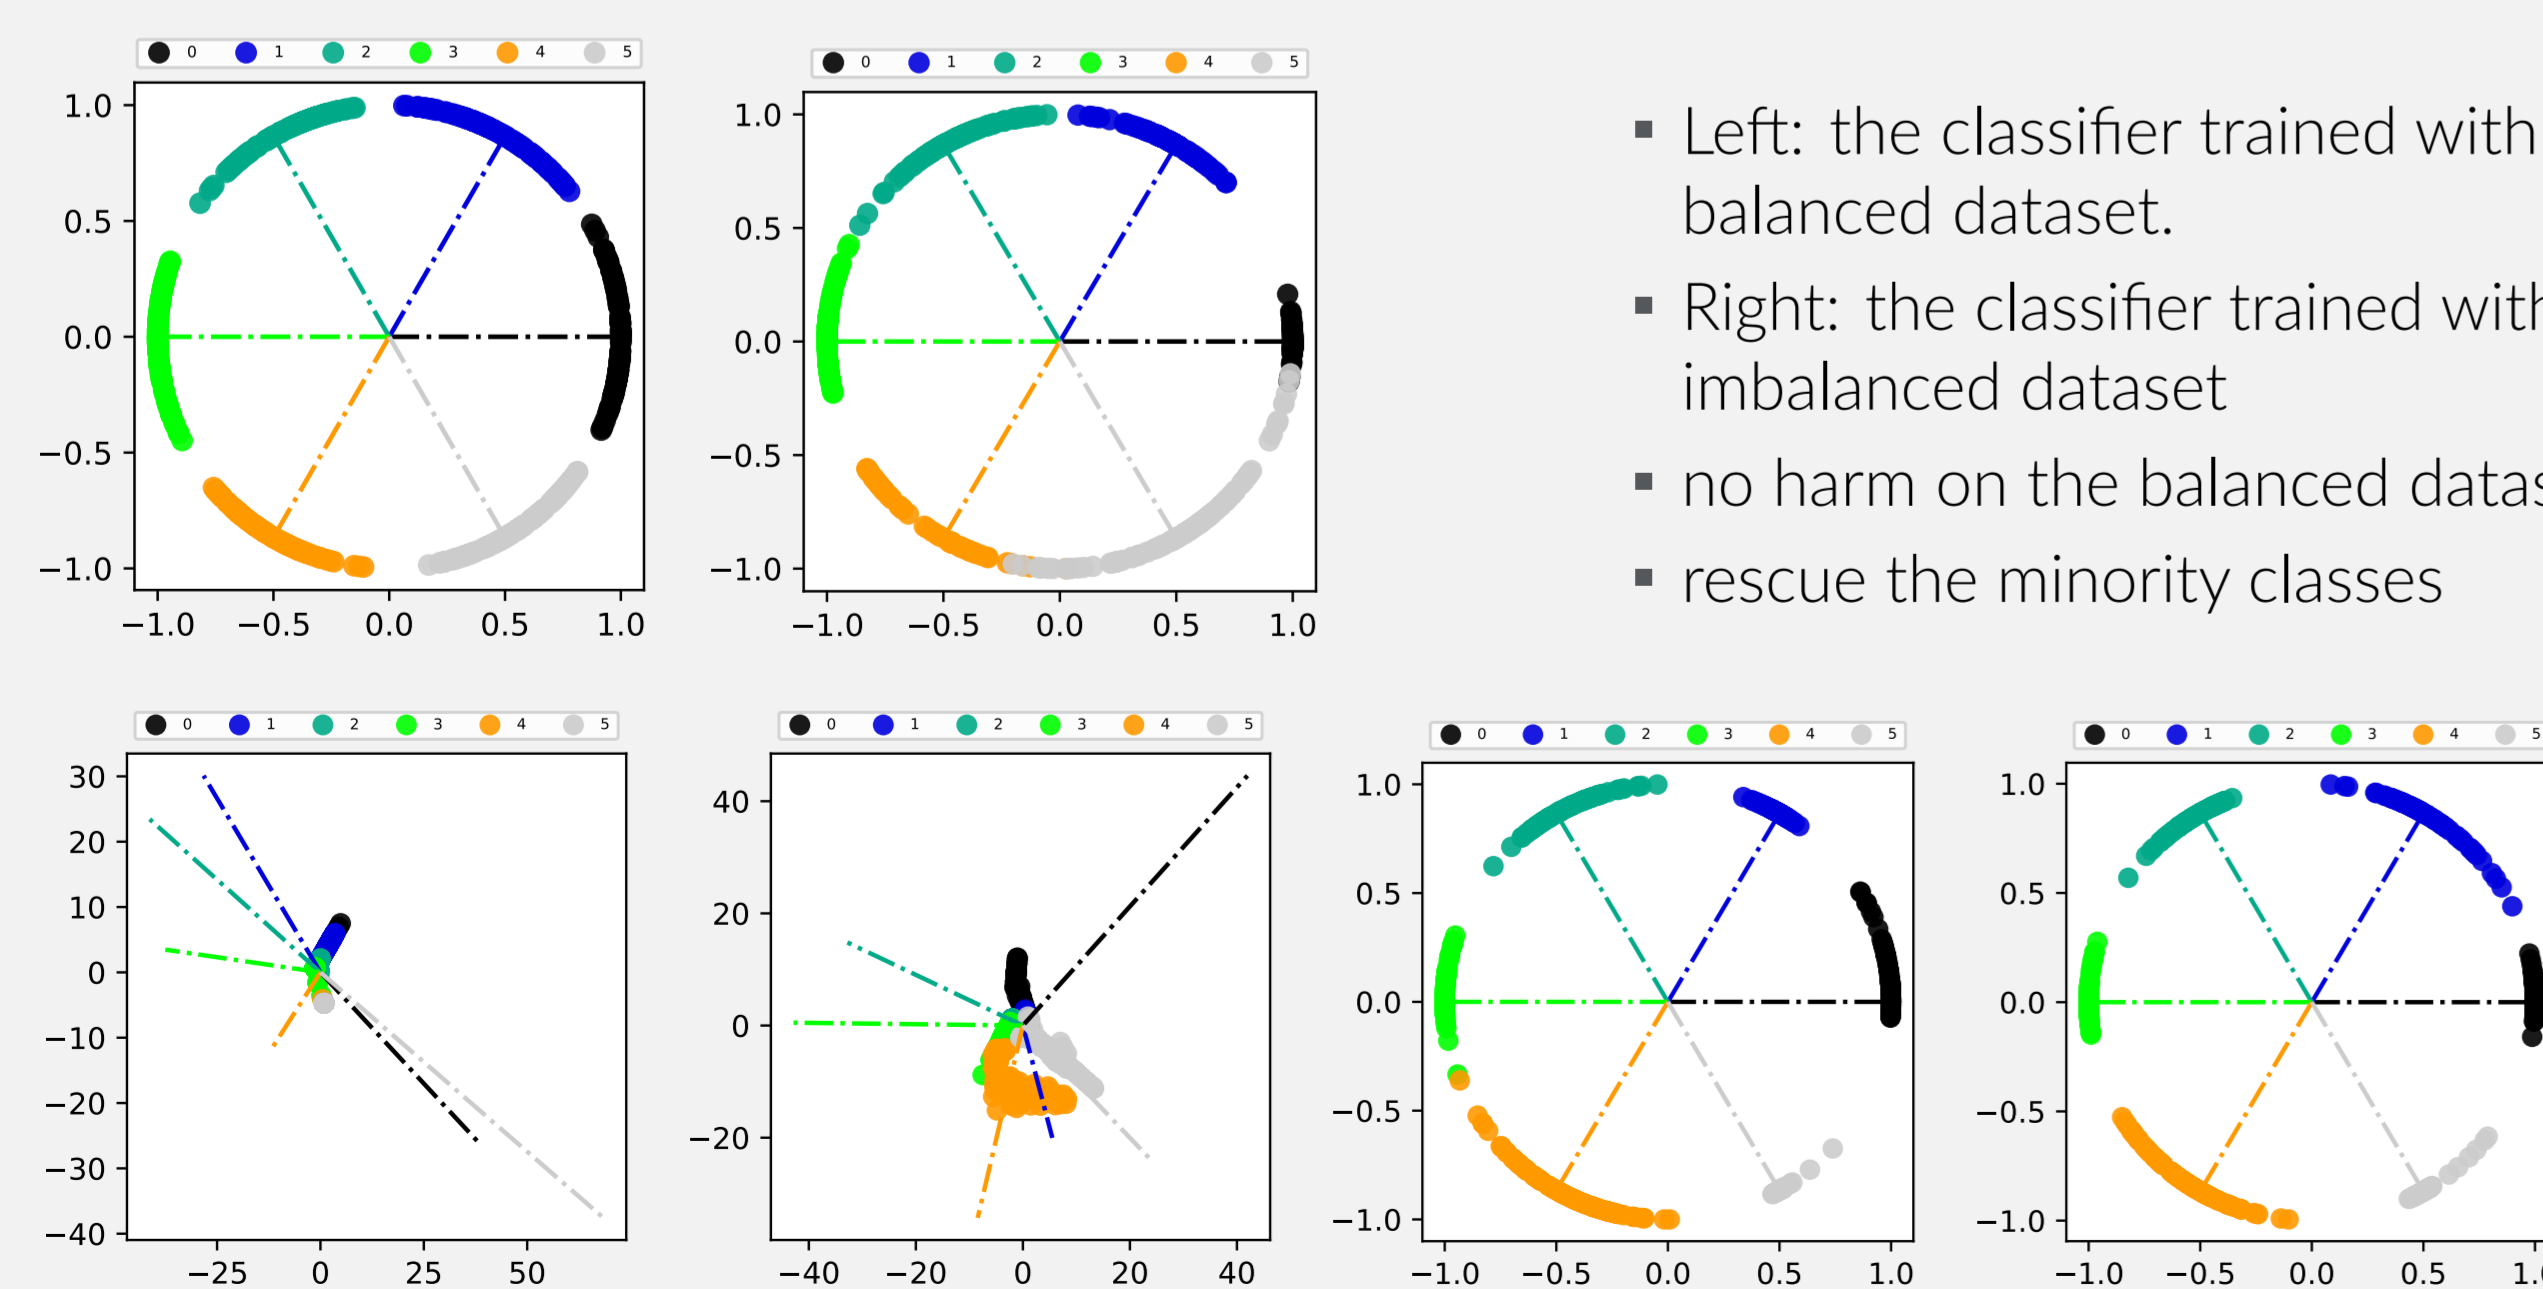 0 1 2 3 4 5
1.0
0.5
0.0
−0.5
−1.0
−1.0 −0.5 0.0 0.5 1.0
0 1 2 3 4 5
1.0
0.5
0.0
−0.5
−1.0
−1.0 −0.5 0.0 0.5 1.0
Left: the classifier trained with
balanced dataset.
Right: the classifier trained with
imbalanced dataset
no harm on the balanced
rescue the minority classes
0 1 2 3 4 5
30
20
10
0
−10
−20
−30
−40
−25 0 25 50
0 1 2 3 4 5
40
20
0
−20
−40 −20 0 20 40
0 1 2 3 4 5
1.0
0.5
0.0
−0.5
−1.0
−1.0 −0.5 0.0 0.5 1.0
0 1 2 3 4 5
1.0
0.5
0.0
−0.5
−1.0
−1.0 −0.5 0.0 0.5